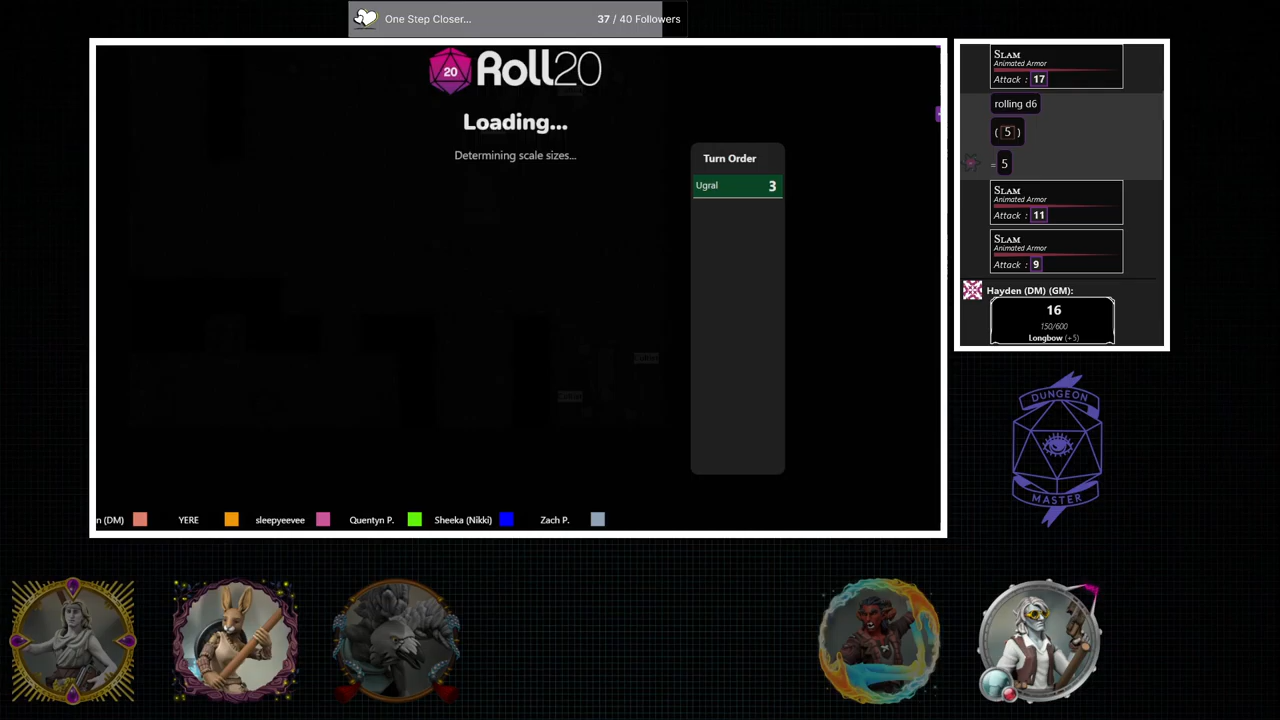 One Step Closer... 37 / 40 Followers
20 Roll20
Loading...
Determining scale sizes...
Turn Order
Ugral 3
n (DM) YERE sleepyeevee Quentyn P. Sheeka (Nikki) Zach P.
SLAM
Animated Armor
Attack : 17
rolling d6
( 5 )
= 5
SLAM
Animated Armor
Attack : 11
SLAM
Animated Armor
Attack : 9
Hayden (DM) (GM):
16
150/600
Longbow (+5)
DUNGEON
MASTER